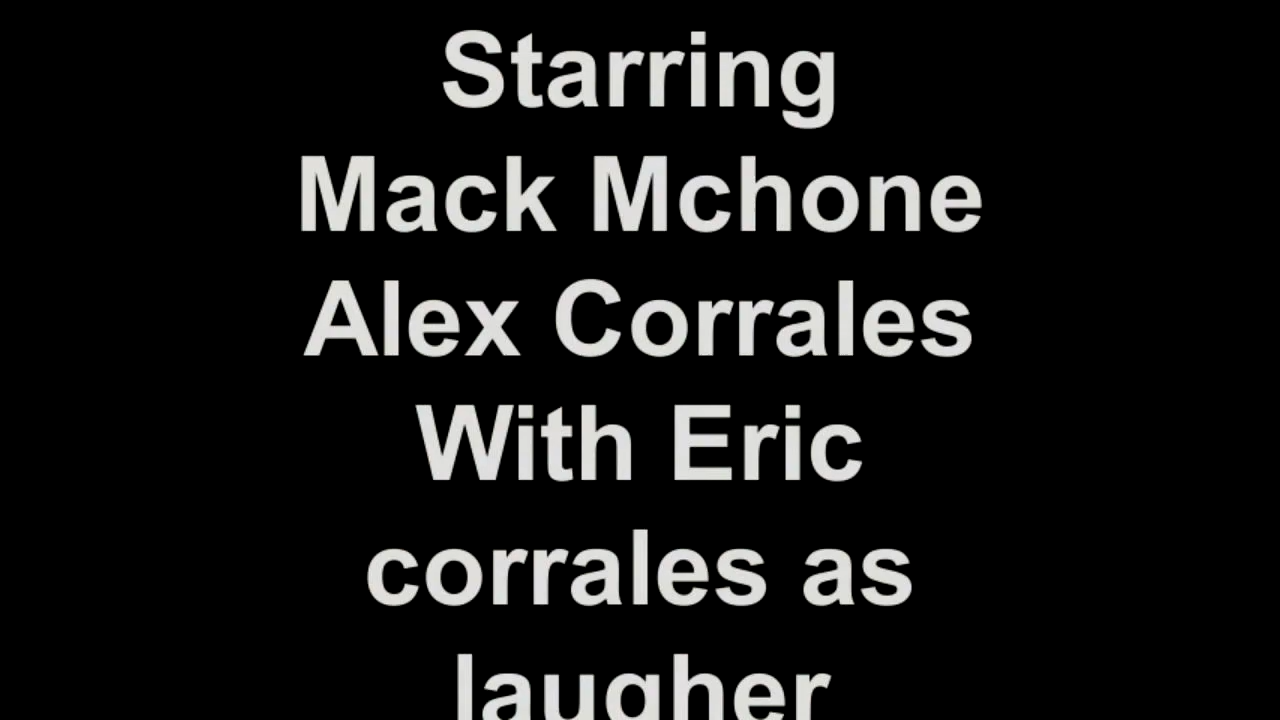 Starring
Mack Mchone
Alex Corrales
With Eric
corrales as
laugher